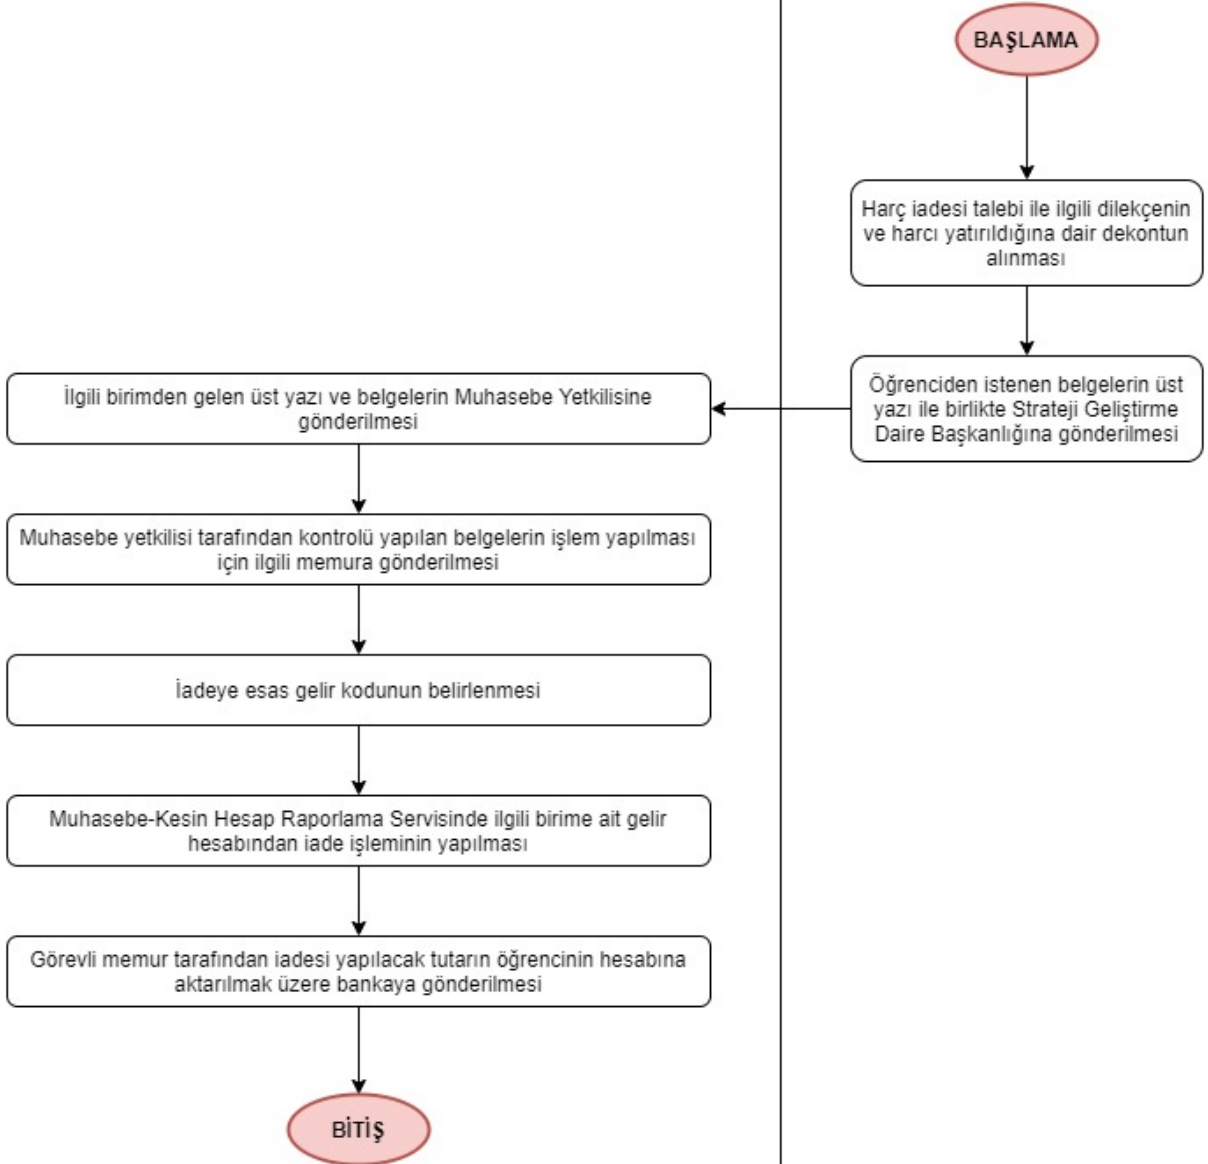 BAŞLAMA
Harç iadesi talebi ile ilgili dilekçenin
ve harcı yatırıldığına dair dekontun
alınması
Öğrenciden istenen belgelerin üst
yazı ile birlikte Strateji Geliştirme
Daire Başkanlığına gönderilmesi
İlgili birimden gelen üst yazı ve belgelerin Muhasebe Yetkilisine
gönderilmesi
Muhasebe yetkilisi tarafından kontrolü yapılan belgelerin işlem yapılması
için ilgili memura gönderilmesi
İadeye esas gelir kodunun belirlenmesi
Muhasebe-Kesin Hesap Raporlama Servisinde ilgili birime ait gelir
hesabından iade işleminin yapılması
Görevli memur tarafından iadesi yapılacak tutarın öğrencinin hesabına
aktarılmak üzere bankaya gönderilmesi
BİTİŞ